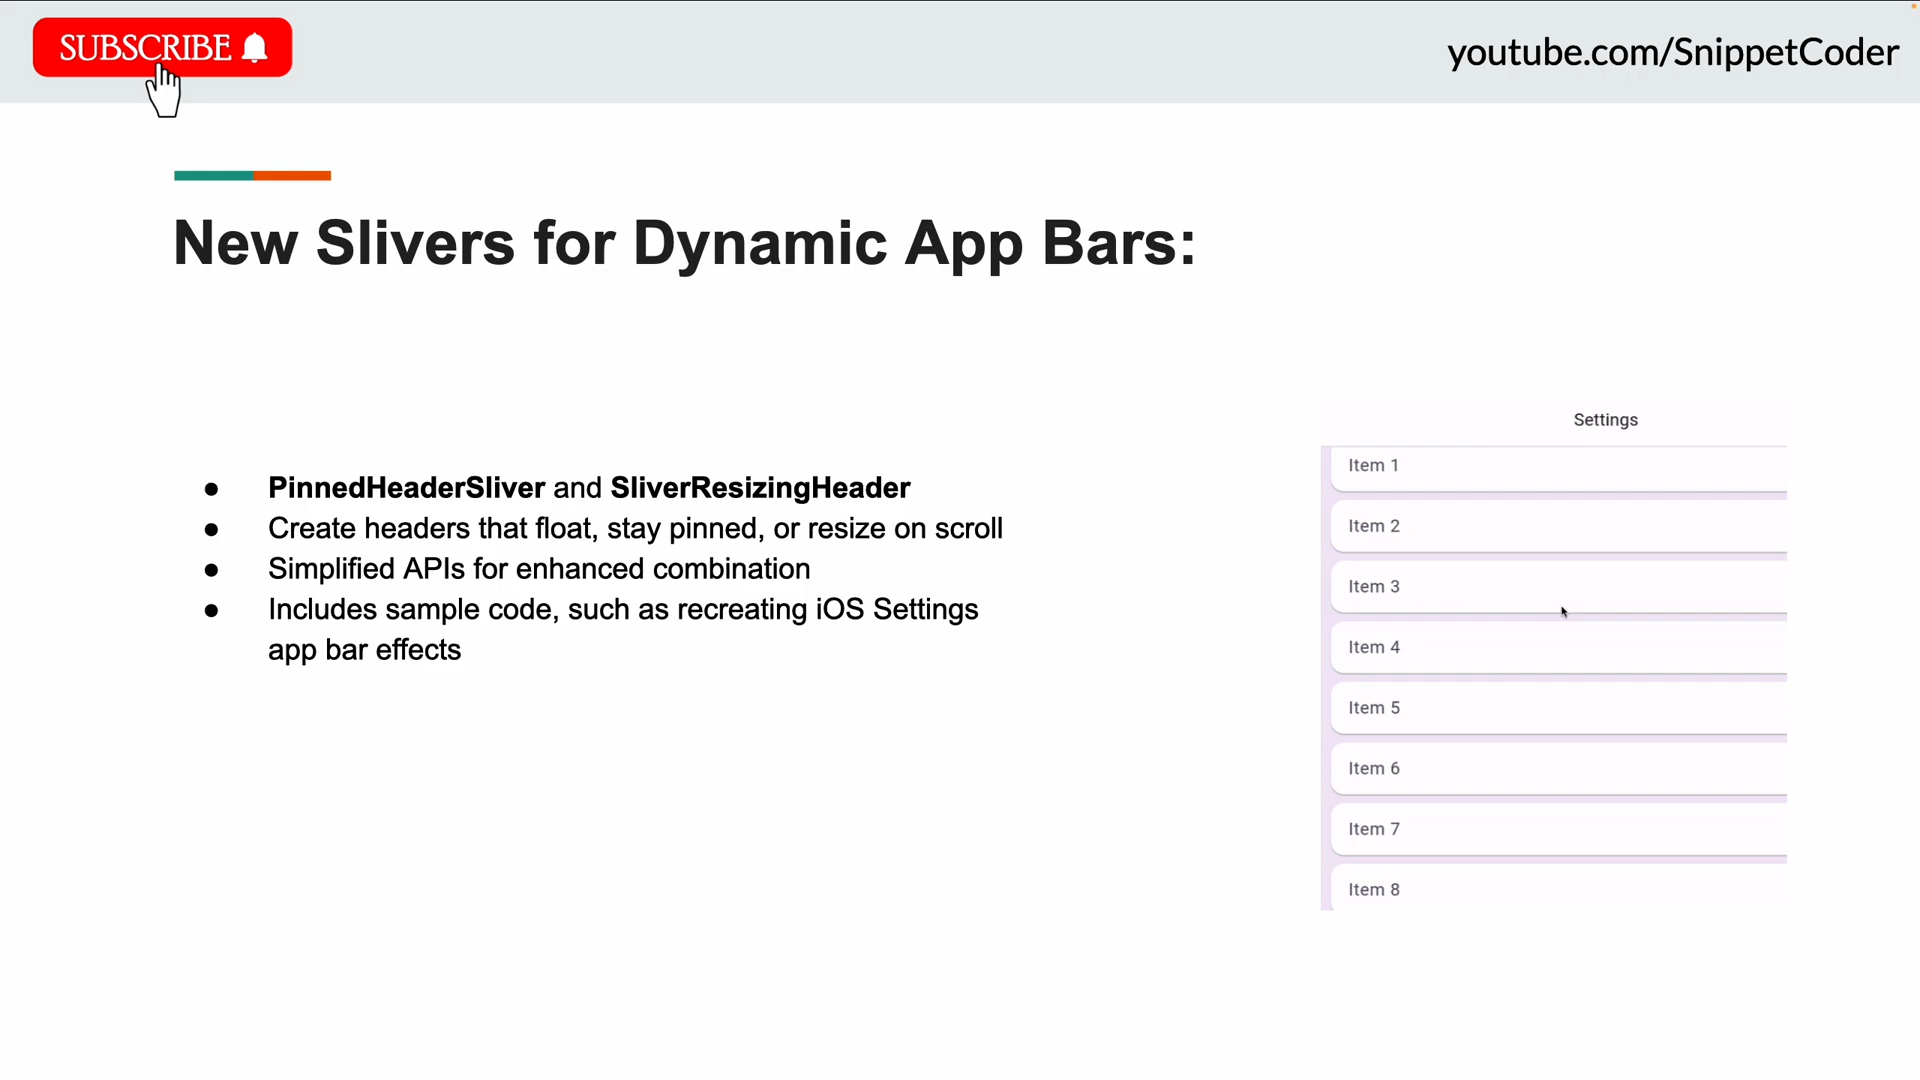 SUBSCRIBE
youtube.com/SnippetCoder
New Slivers for Dynamic App Bars:
● PinnedHeaderSliver and SliverResizingHeader
● Create headers that float, stay pinned, or resize on scroll
● Simplified APIs for enhanced combination
● Includes sample code, such as recreating iOS Settings
app bar effects
Settings
Item 1
Item 2
Item 3
Item 4
Item 5
Item 6
Item 7
Item 8